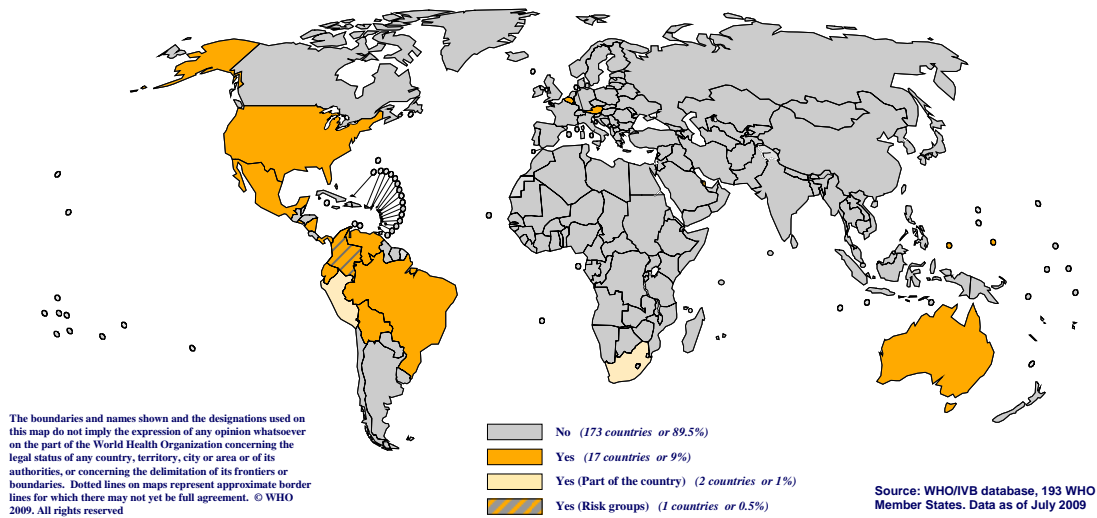 The boundaries and names shown and the designations used on
this map do not imply the expression of any opinion whatsoever
on the part of the World Health Organization concerning the
legal status of any country, territory, city or area or of its
authorities, or concerning the delimitation of its frontiers or
boundaries. Dotted lines on maps represent approximate border
lines for which there may not yet be full agreement. © WHO
2009. All rights reserved
No (173 countries or 89.5%)
Yes (17 countries or 9%)
Yes (Part of the country) (2 countries or 1%)
Yes (Risk groups) (1 countries or 0.5%)
Source: WHO/IVB database, 193 WHO
Member States. Data as of July 2009